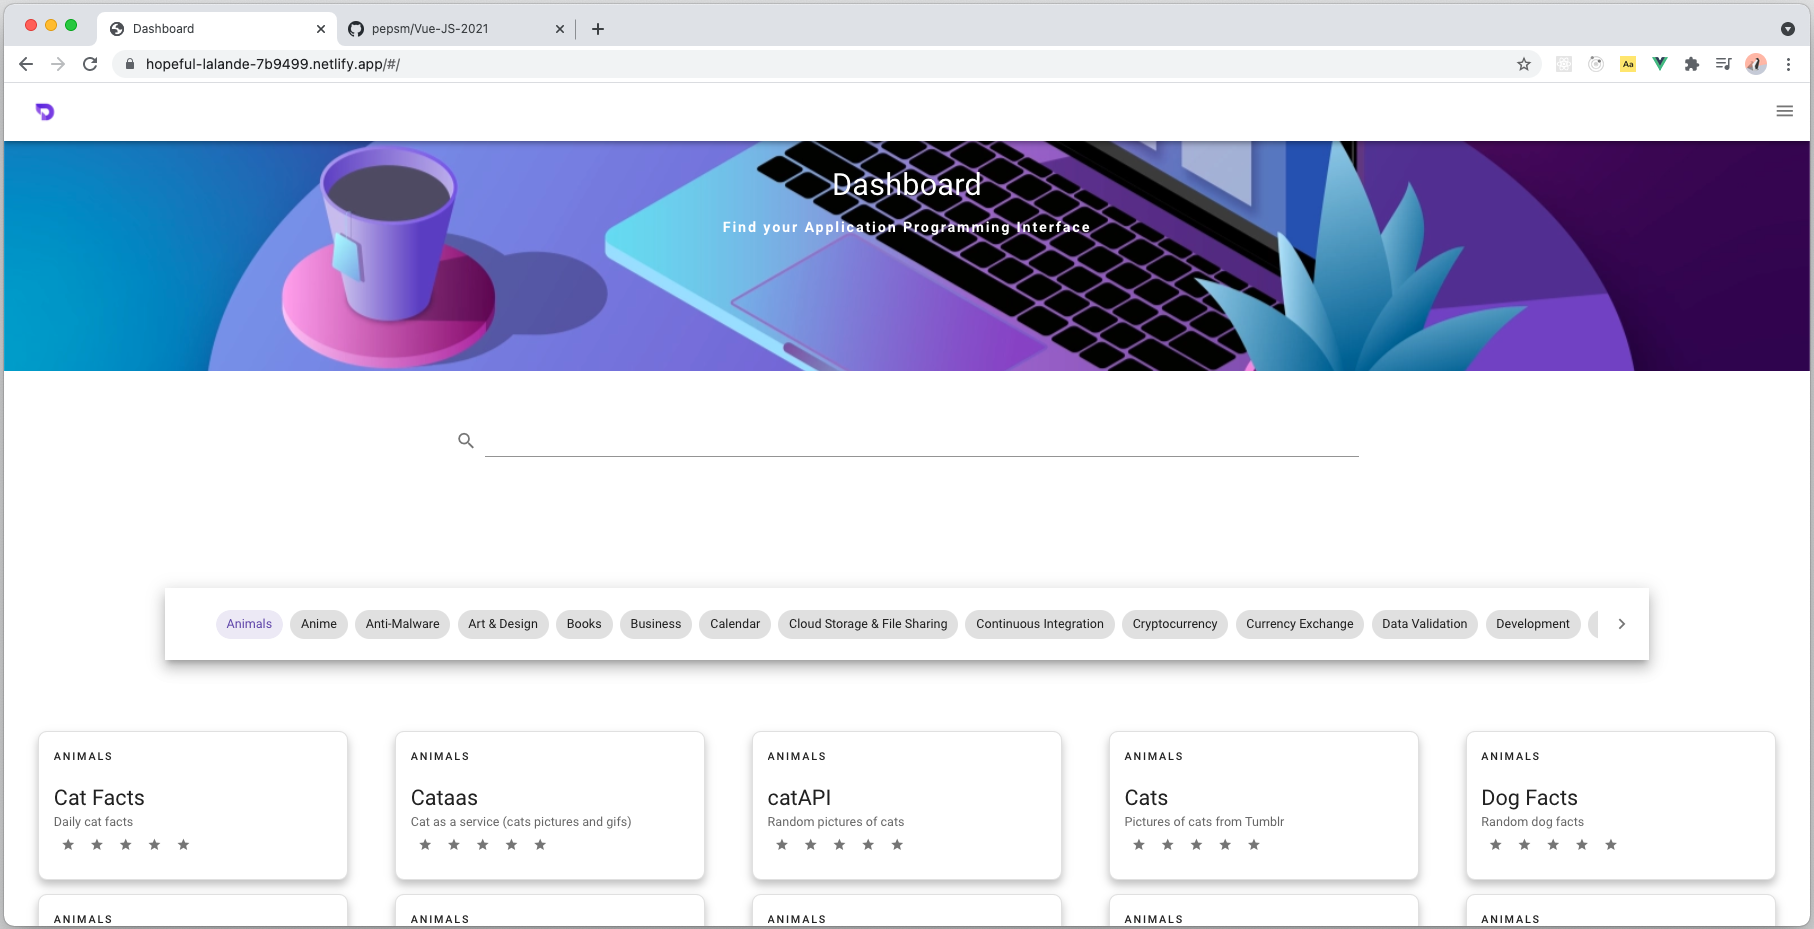 Dashboard
pepsm/Vue-JS-2021
hopeful-lalande-7b9499.netlify.app/#/
Aa
Dashboard
Find your Application Programming Interface
Animals Anime Anti-Malware Art & Design Books Business Calendar Cloud Storage & File Sharing Continuous Integration Cryptocurrency Currency Exchange Data Validation Development
ANIMALS
Cat Facts
Daily cat facts
ANIMALS
Cataas
Cat as a service (cats pictures and gifs)
ANIMALS
catAPI
Random pictures of cats
ANIMALS
Cats
Pictures of cats from Tumblr
ANIMALS
Dog Facts
Random dog facts
ANIMALS
ANIMALS
ANIMALS
ANIMALS
ANIMALS